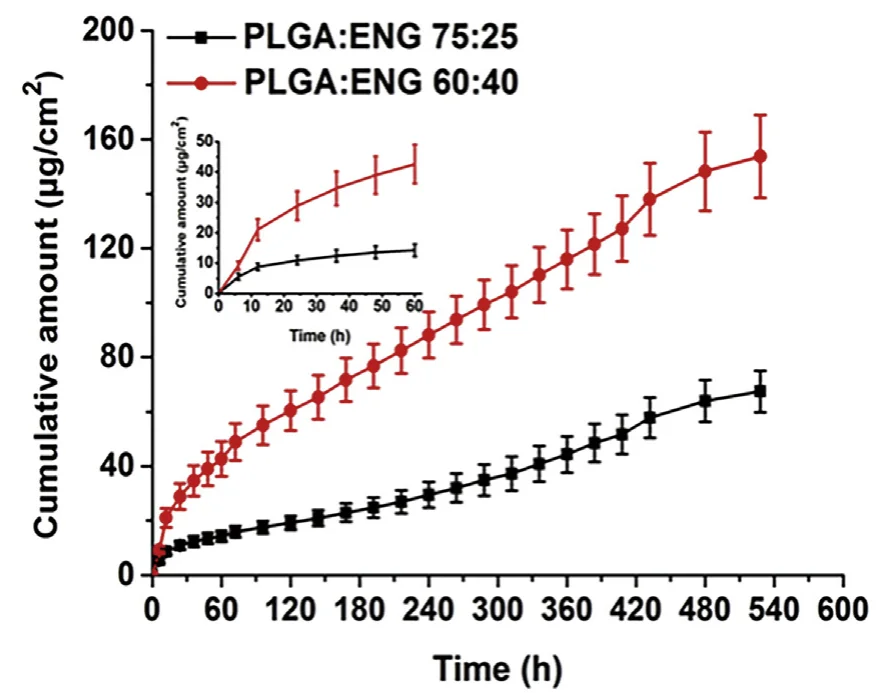 PLGA:ENG 75:25
PLGA:ENG 60:40
Cumulative amount (µg/cm²)
200
160
120
80
40
0
0 60 120 180 240 300 360 420 480 540 600
Time (h)
Cumulative amount (µg/cm²)
50
40
30
20
10
0
0 10 20 30 40 50 60
Time (h)